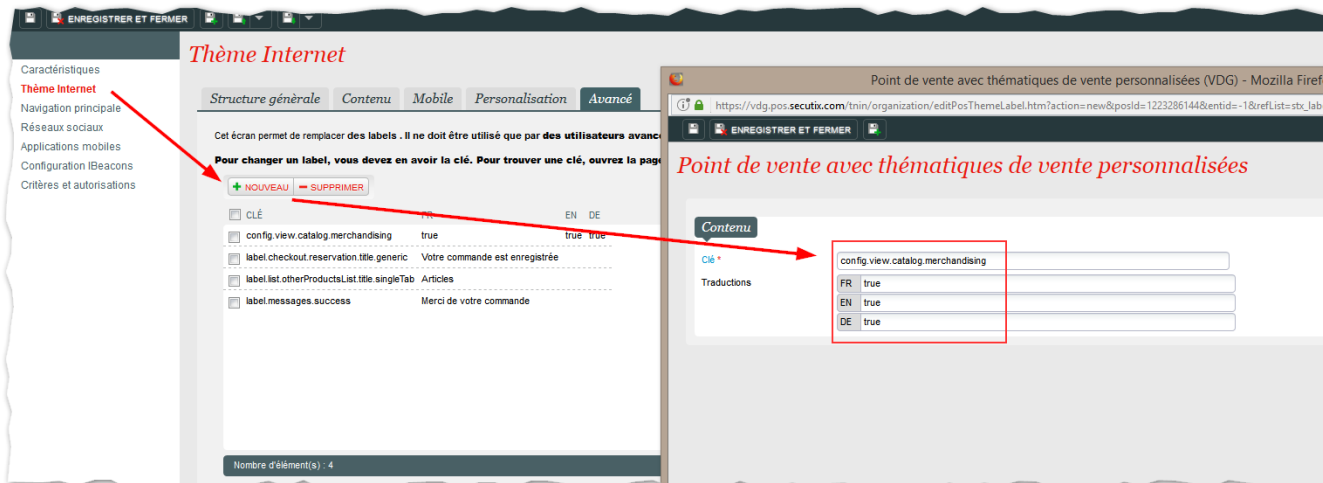 ENREGISTRER ET FERMER
Caractéristiques
Thème Internet
Navigation principale
Réseaux sociaux
Applications mobiles
Configuration IBeacons
Critères et autorisations
Thème Internet
Structure génèrale Contenu Mobile Personalisation Avancé
Cet écran permet de remplacer des labels . Il ne doit être utilisé que par des utilisateurs avancé
Pour changer un label, vous devez en avoir la clé. Pour trouver une clé, ouvrez la page
NOUVEAU SUPPRIMER
CLÉ FR EN DE
config.view.catalog.merchandising true true true
label.checkout.reservation.title.generic Votre commande est enregistrée
label.list.otherProductsList.title.singleTab Articles
label.messages.success Merci de votre commande
Nombre d'élément(s) : 4
Point de vente avec thématiques de vente personnalisées (VDG) - Mozilla Firef
https://vdg.pos.secutix.com/tnin/organization/editPosThemeLabel.htm?action=new&posId=1223286144&entid=-1&refList=stx_lab
ENREGISTRER ET FERMER
Point de vente avec thématiques de vente personnalisées
Contenu
Clé * config.view.catalog.merchandising
Traductions FR true
EN true
DE true